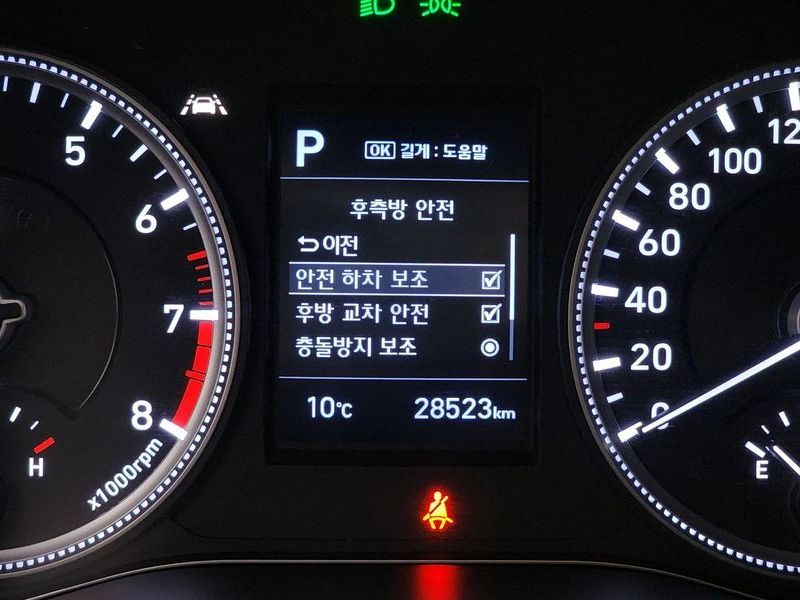 P
OK 길게 : 도움말
후측방 안전
이전
안전 하차 보조
후방 교차 안전
충돌방지 보조
10°C 28523km
5
6
7
8
x1000rpm
H
0
20
40
60
80
100
12
E